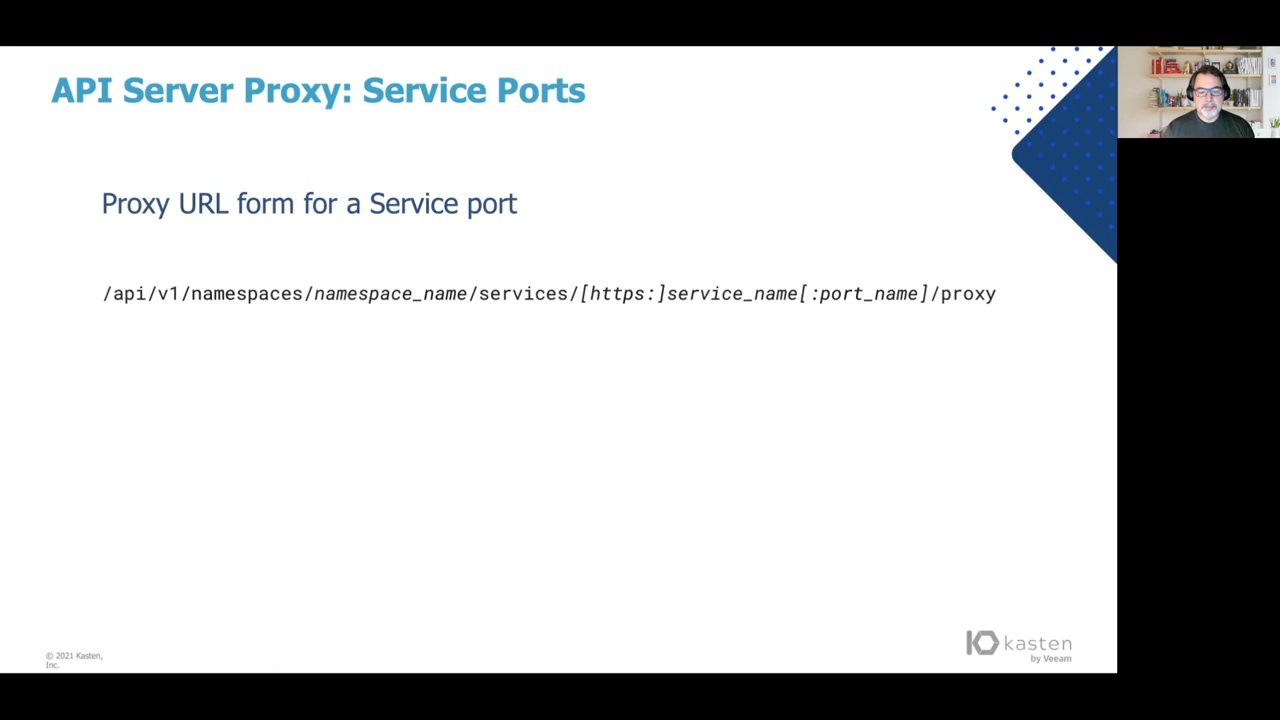 API Server Proxy: Service Ports
Proxy URL form for a Service port
/api/v1/namespaces/namespace_name/services/[https:]service_name[:port_name]/proxy
© 2021 Kasten,
Inc.
kasten
by Veeam